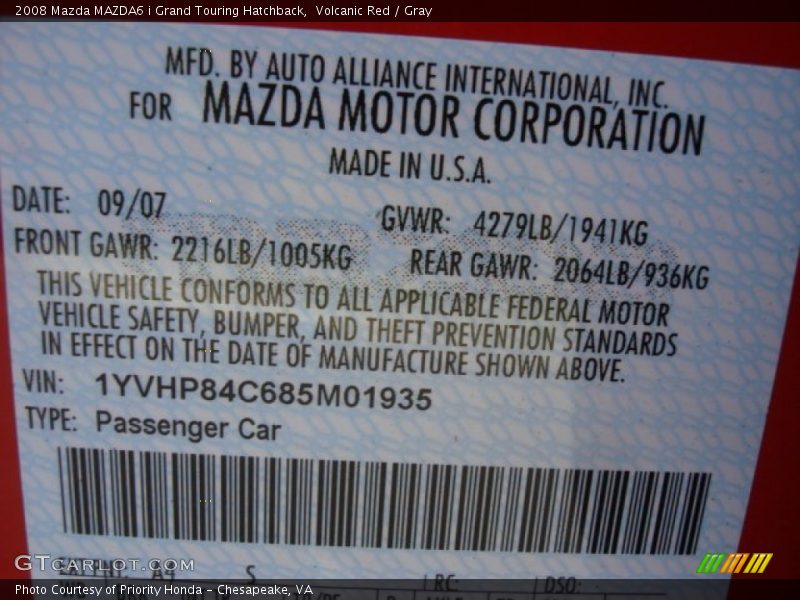 2008 Mazda MAZDA6 i Grand Touring Hatchback,  Volcanic Red / Gray
MFD. BY AUTO ALLIANCE INTERNATIONAL, INC.
FOR MAZDA MOTOR CORPORATION
MADE IN U.S.A.
DATE: 09/07 GVWR: 4279LB/1941KG
FRONT GAWR: 2216LB/1005KG REAR GAWR: 2064LB/936KG
THIS VEHICLE CONFORMS TO ALL APPLICABLE FEDERAL MOTOR
VEHICLE SAFETY, BUMPER, AND THEFT PREVENTION STANDARDS
IN EFFECT ON THE DATE OF MANUFACTURE SHOWN ABOVE.
VIN: 1YVHP84C685M01935
TYPE: Passenger Car
A4 S RC: DSO:
GTCARLOT.COM
Photo Courtesy of Priority Honda - Chesapeake, VA